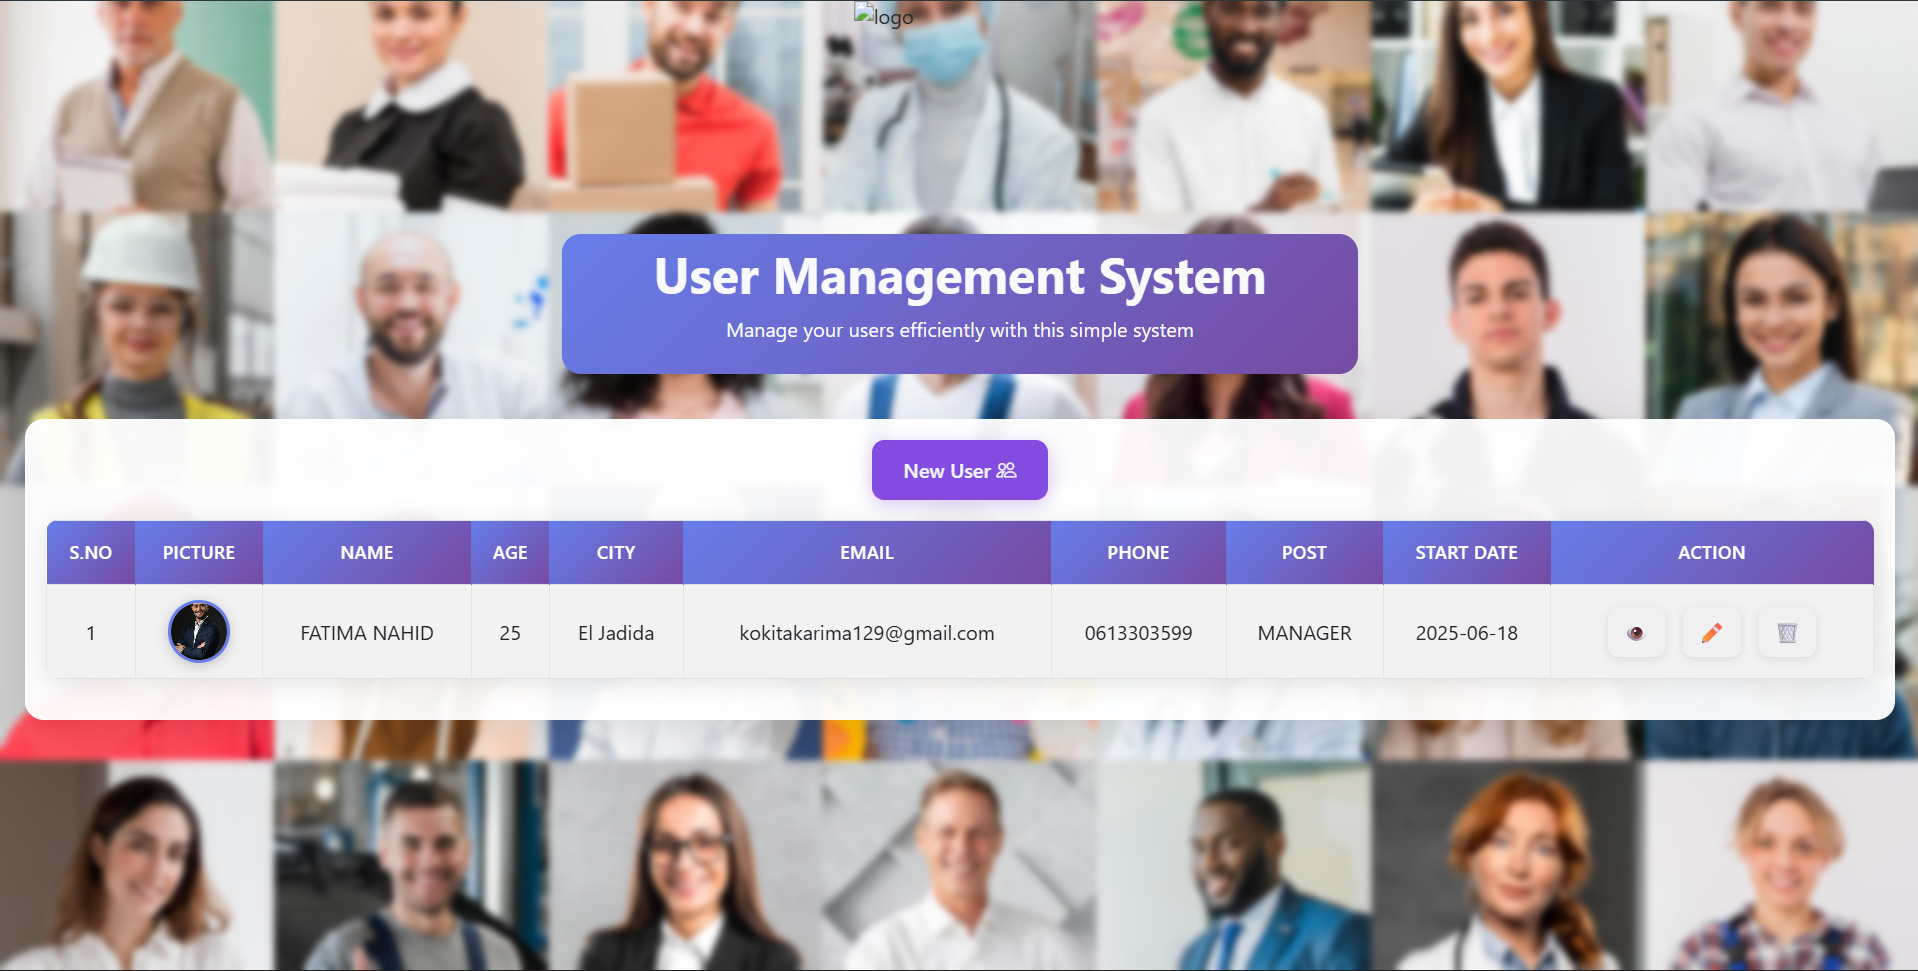 logo
User Management System
Manage your users efficiently with this simple system
New User
S.NO PICTURE NAME AGE CITY EMAIL PHONE POST START DATE ACTION
1 FATIMA NAHID 25 El Jadida kokitakarima129@gmail.com 0613303599 MANAGER 2025-06-18